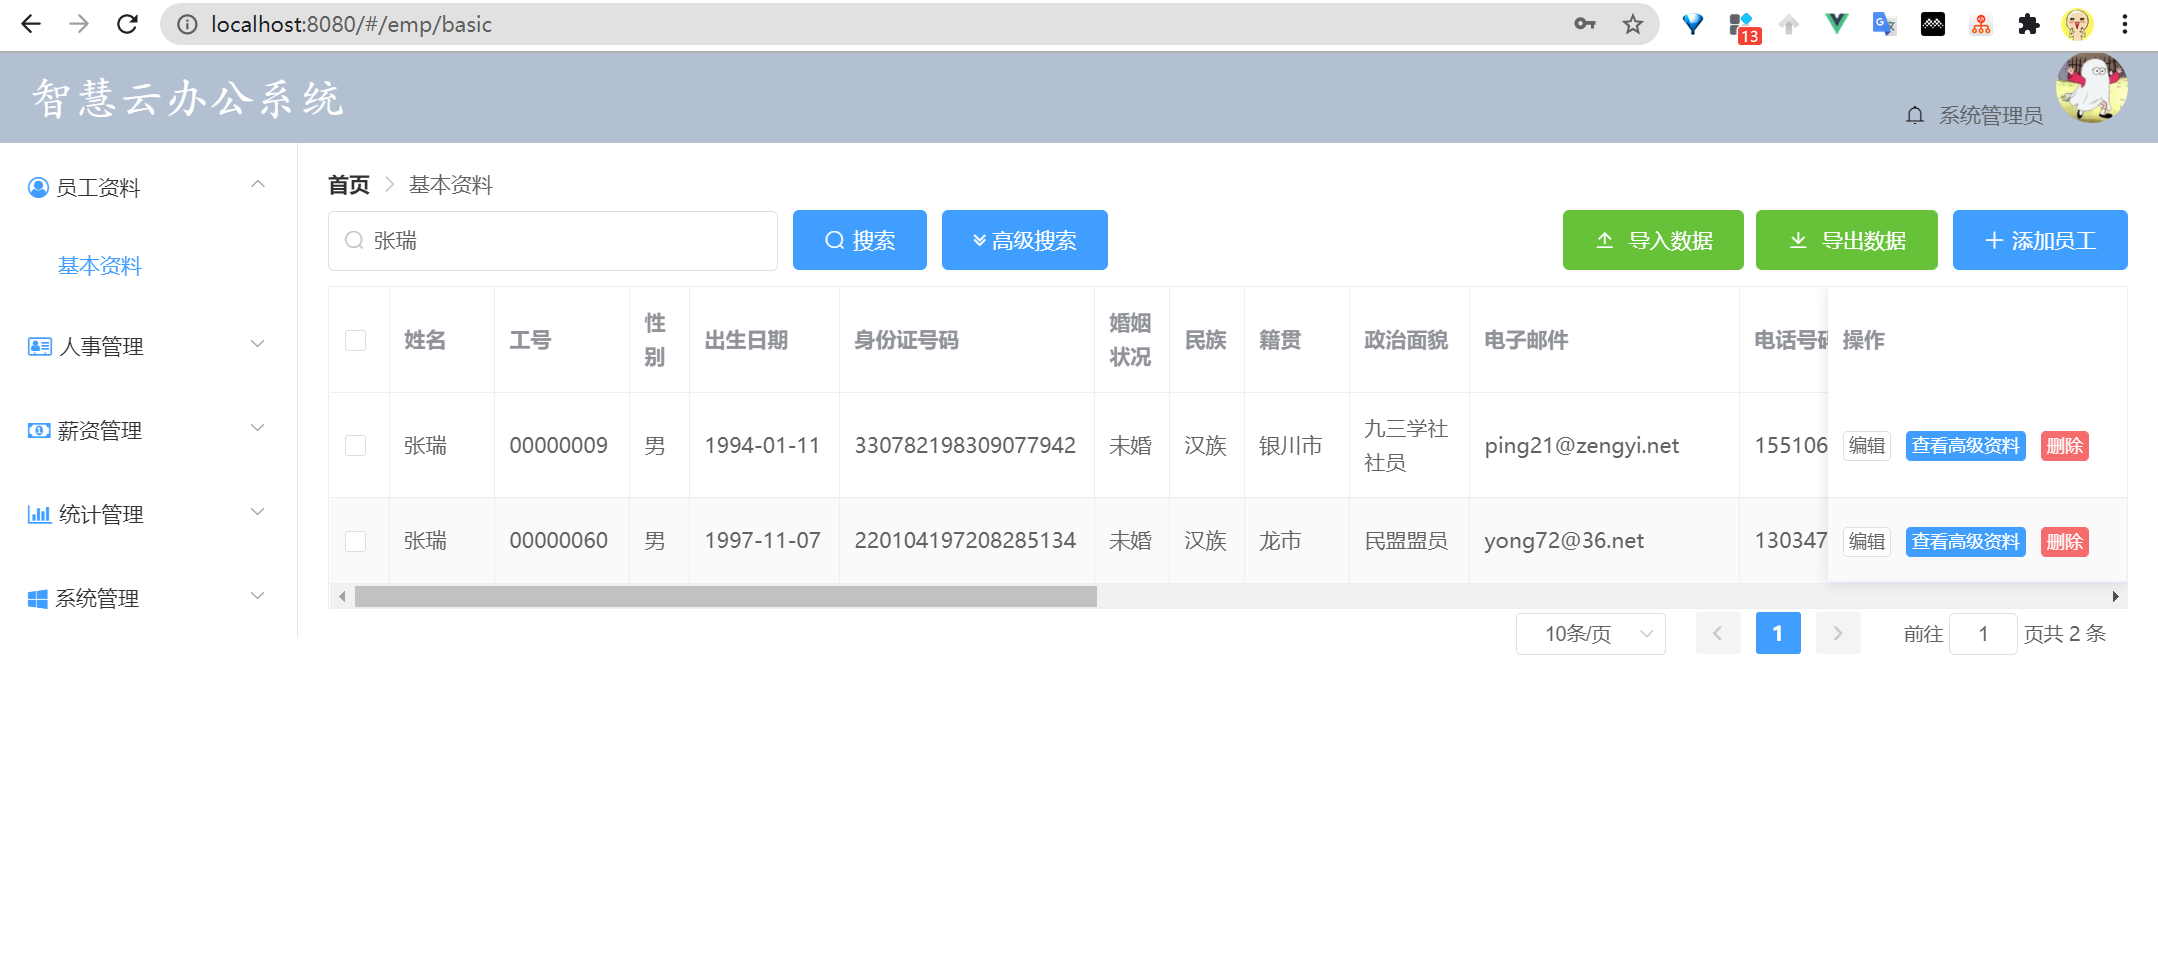 localhost:8080/#/emp/basic
13
智慧云办公系统
系统管理员
员工资料
基本资料
人事管理
薪资管理
统计管理
系统管理
首页 基本资料
张瑞 搜索 高级搜索 导入数据 导出数据 添加员工
姓名 工号 性别 出生日期 身份证号码 婚姻状况 民族 籍贯 政治面貌 电子邮件 电话号码 操作
张瑞 00000009 男 1994-01-11 330782198309077942 未婚 汉族 银川市 九三学社社员 ping21@zengyi.net 155106 编辑 查看高级资料 删除
张瑞 00000060 男 1997-11-07 220104197208285134 未婚 汉族 龙市 民盟盟员 yong72@36.net 130347 编辑 查看高级资料 删除
10条/页 1 前往 1 页共 2 条